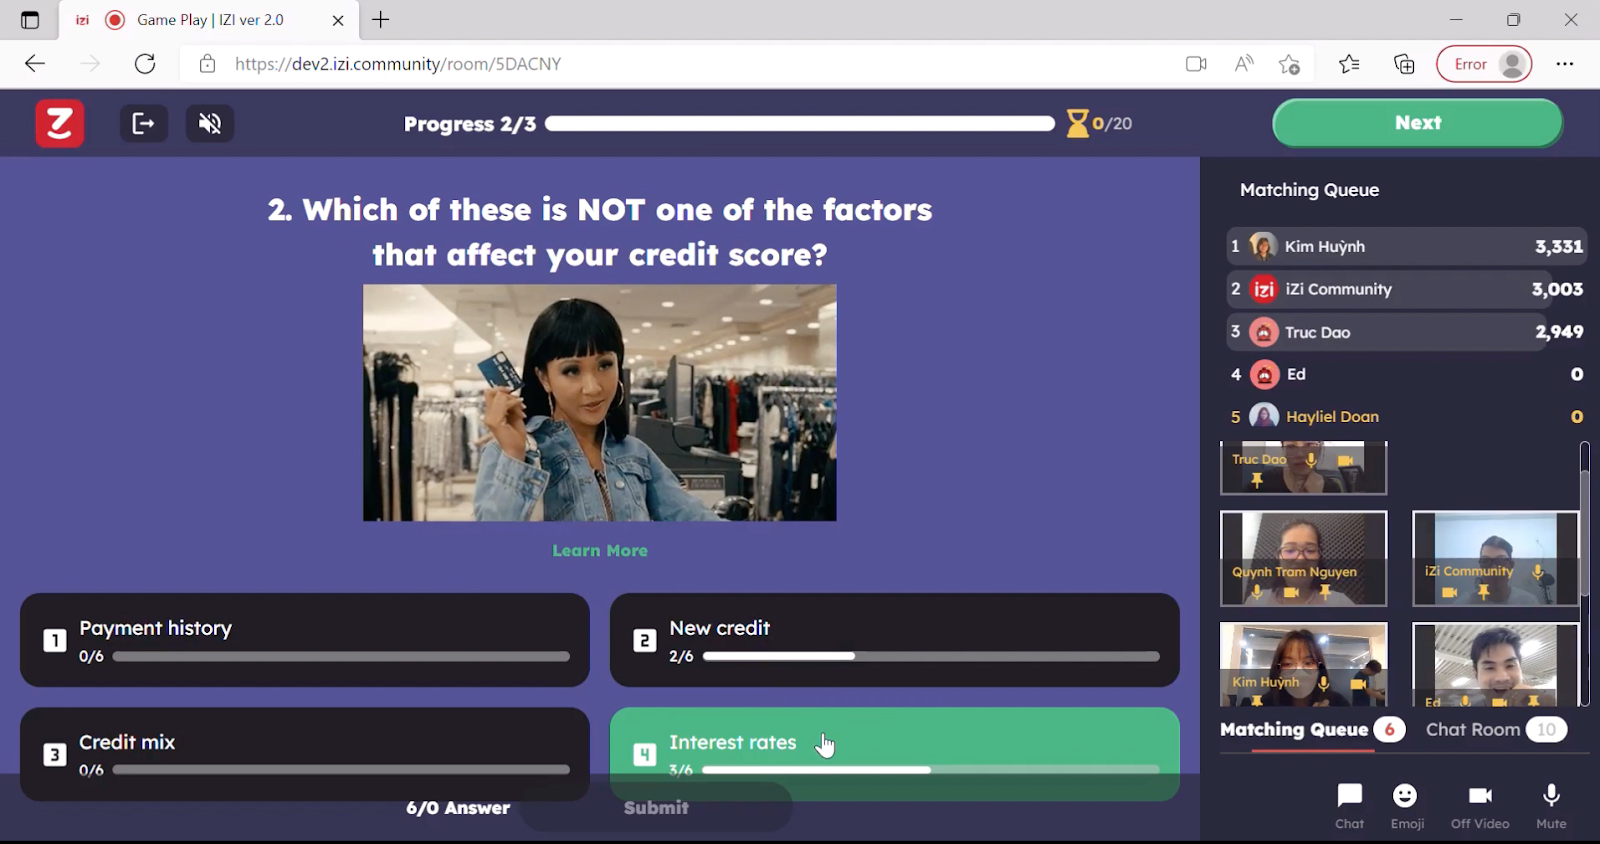 izi Game Play | IZI ver 2.0
https://dev2.izi.community/room/5DACNY
Error
Progress 2/3
0/20
Next
2. Which of these is NOT one of the factors
that affect your credit score?
Learn More
1 Payment history
0/6
2 New credit
2/6
3 Credit mix
0/6
4 Interest rates
3/6
6/0 Answer
Submit
Matching Queue
1 Kim Huỳnh 3,331
2 izi iZi Community 3,003
3 Truc Dao 2,949
4 Ed 0
5 Hayliel Doan 0
Truc Dao
Quynh Tram Nguyen
iZi Community
Kim Huỳnh
Ed
Matching Queue 6
Chat Room 10
Chat
Emoji
Off Video
Mute